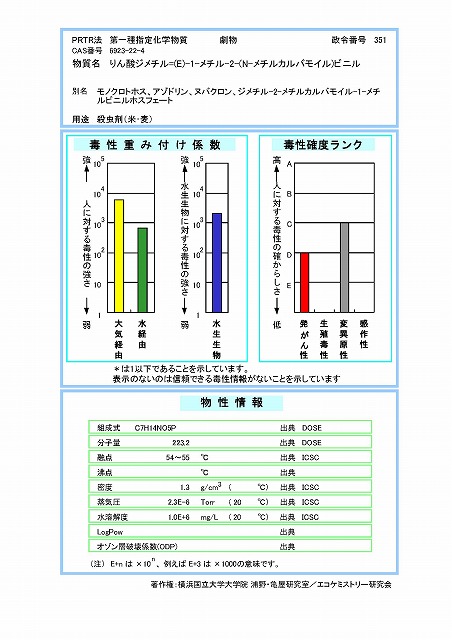 PRTR法 第一種指定化学物質 劇物 政令番号 351
CAS番号 6923-22-4
物質名 りん酸ジメチル=(E)-1-メチル-2-(N-メチルカルバモイル)ビニル
別名 モノクロトホス、アゾドリン、ヌバクロン、ジメチル-2-メチルカルバモイル-1-メチ
ルビニルホスフェート
用途 殺虫剤(米・麦)
毒性重み付け係数
強 人に対する毒性の強さ 弱
10^5
10^4
10^3
10^2
10^1
1
大気経由
水経由
強 水生生物に対する毒性の強さ 弱
10^5
10^4
10^3
10^2
10^1
1
水生生物
毒性確度ランク
高 人に対する毒性の確からしさ 低
A
B
C
D
E
発がん性
生殖毒性
変異原性
感作性
*は1以下であることを示しています。
表示のないのは信頼できる毒性情報がないことを示しています
物性情報
組成式 C7H14NO5P 出典 DOSE
分子量 223.2 出典 DOSE
融点 54~55 ℃ 出典 ICSC
沸点 ℃ 出典
密度 1.3 g/cm3 ( ℃) 出典 ICSC
蒸気圧 2.3E-6 Torr (20 ℃) 出典 ICSC
水溶解度 1.0E+6 mg/L (20 ℃) 出典 ICSC
LogPow 出典
オゾン層破壊係数(ODP) 出典
(注) E+n は ×10^n、例えば E+3 は ×1000の意味です。
著作権:横浜国立大学大学院 浦野・亀屋研究室/エコケミストリー研究会